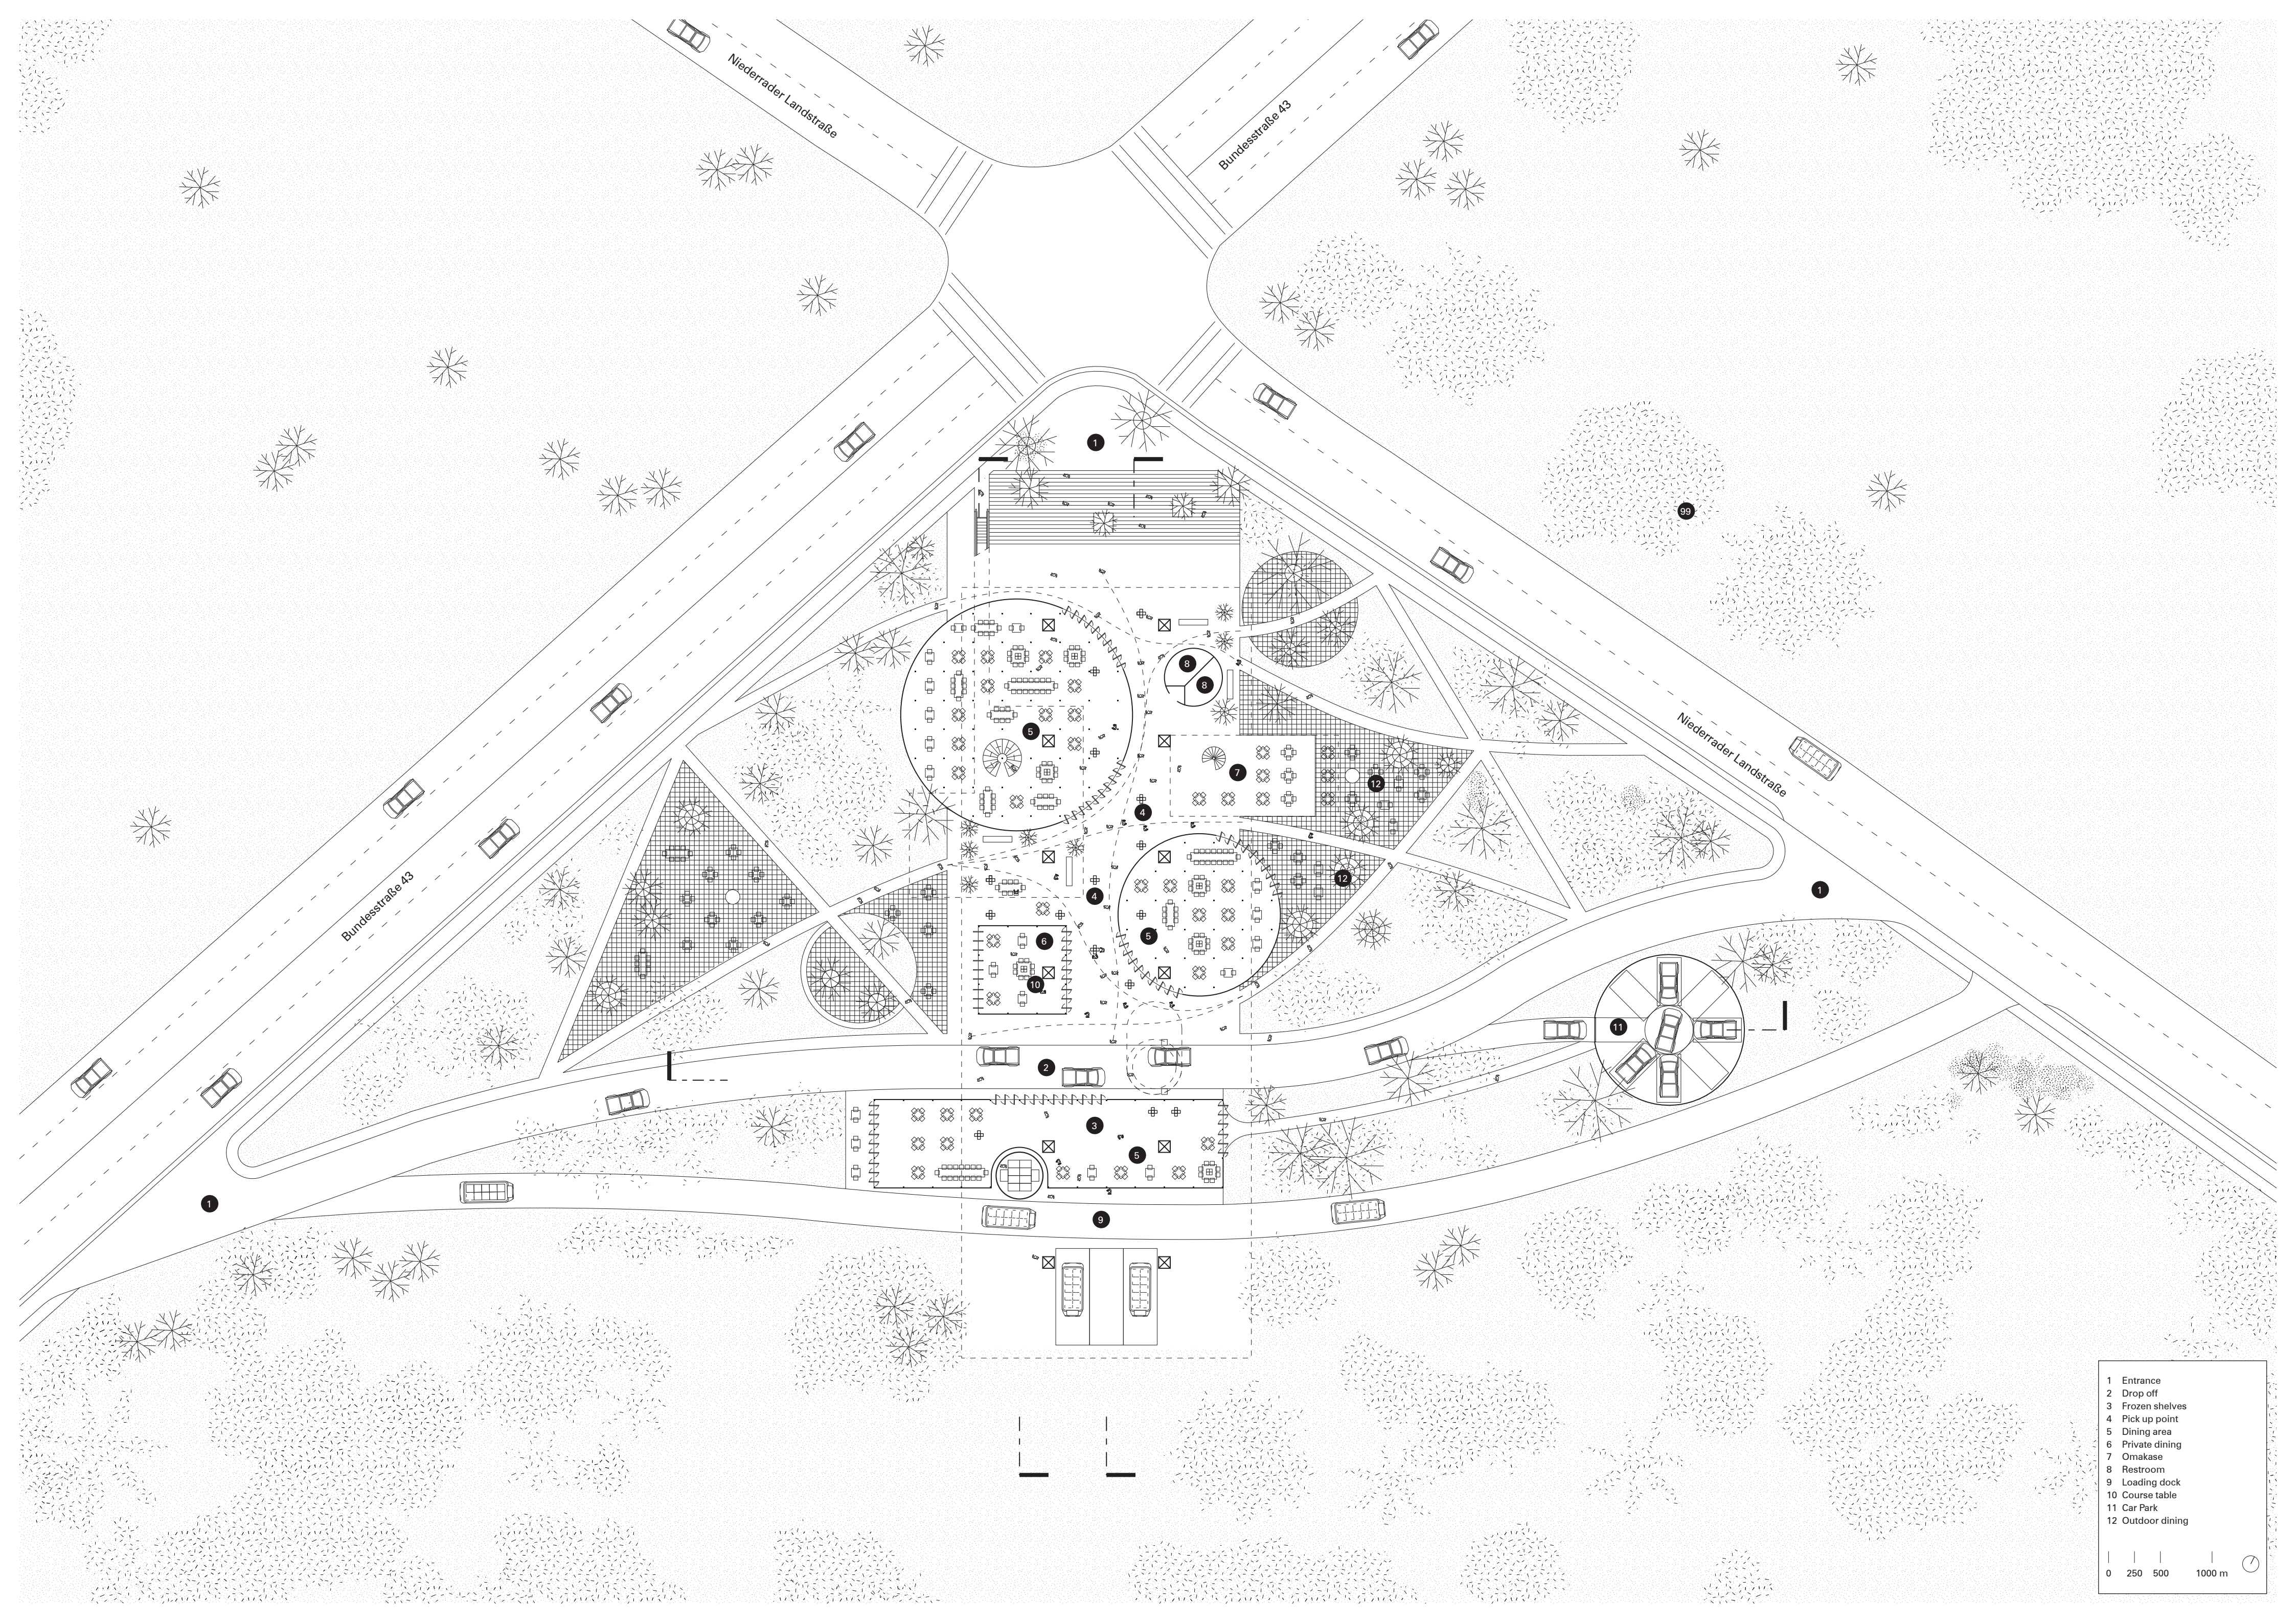 Niederrader Landstraße
Bundesstraße 43
1
99
8
8
5
7
12
4
12
4
5
6
10
Niederrader Landstraße
1
Bundesstraße 43
11
2
3
5
1
9
1 Entrance
2 Drop off
3 Frozen shelves
4 Pick up point
5 Dining area
6 Private dining
7 Omakase
8 Restroom
9 Loading dock
10 Course table
11 Car Park
12 Outdoor dining
0 250 500 1000 m